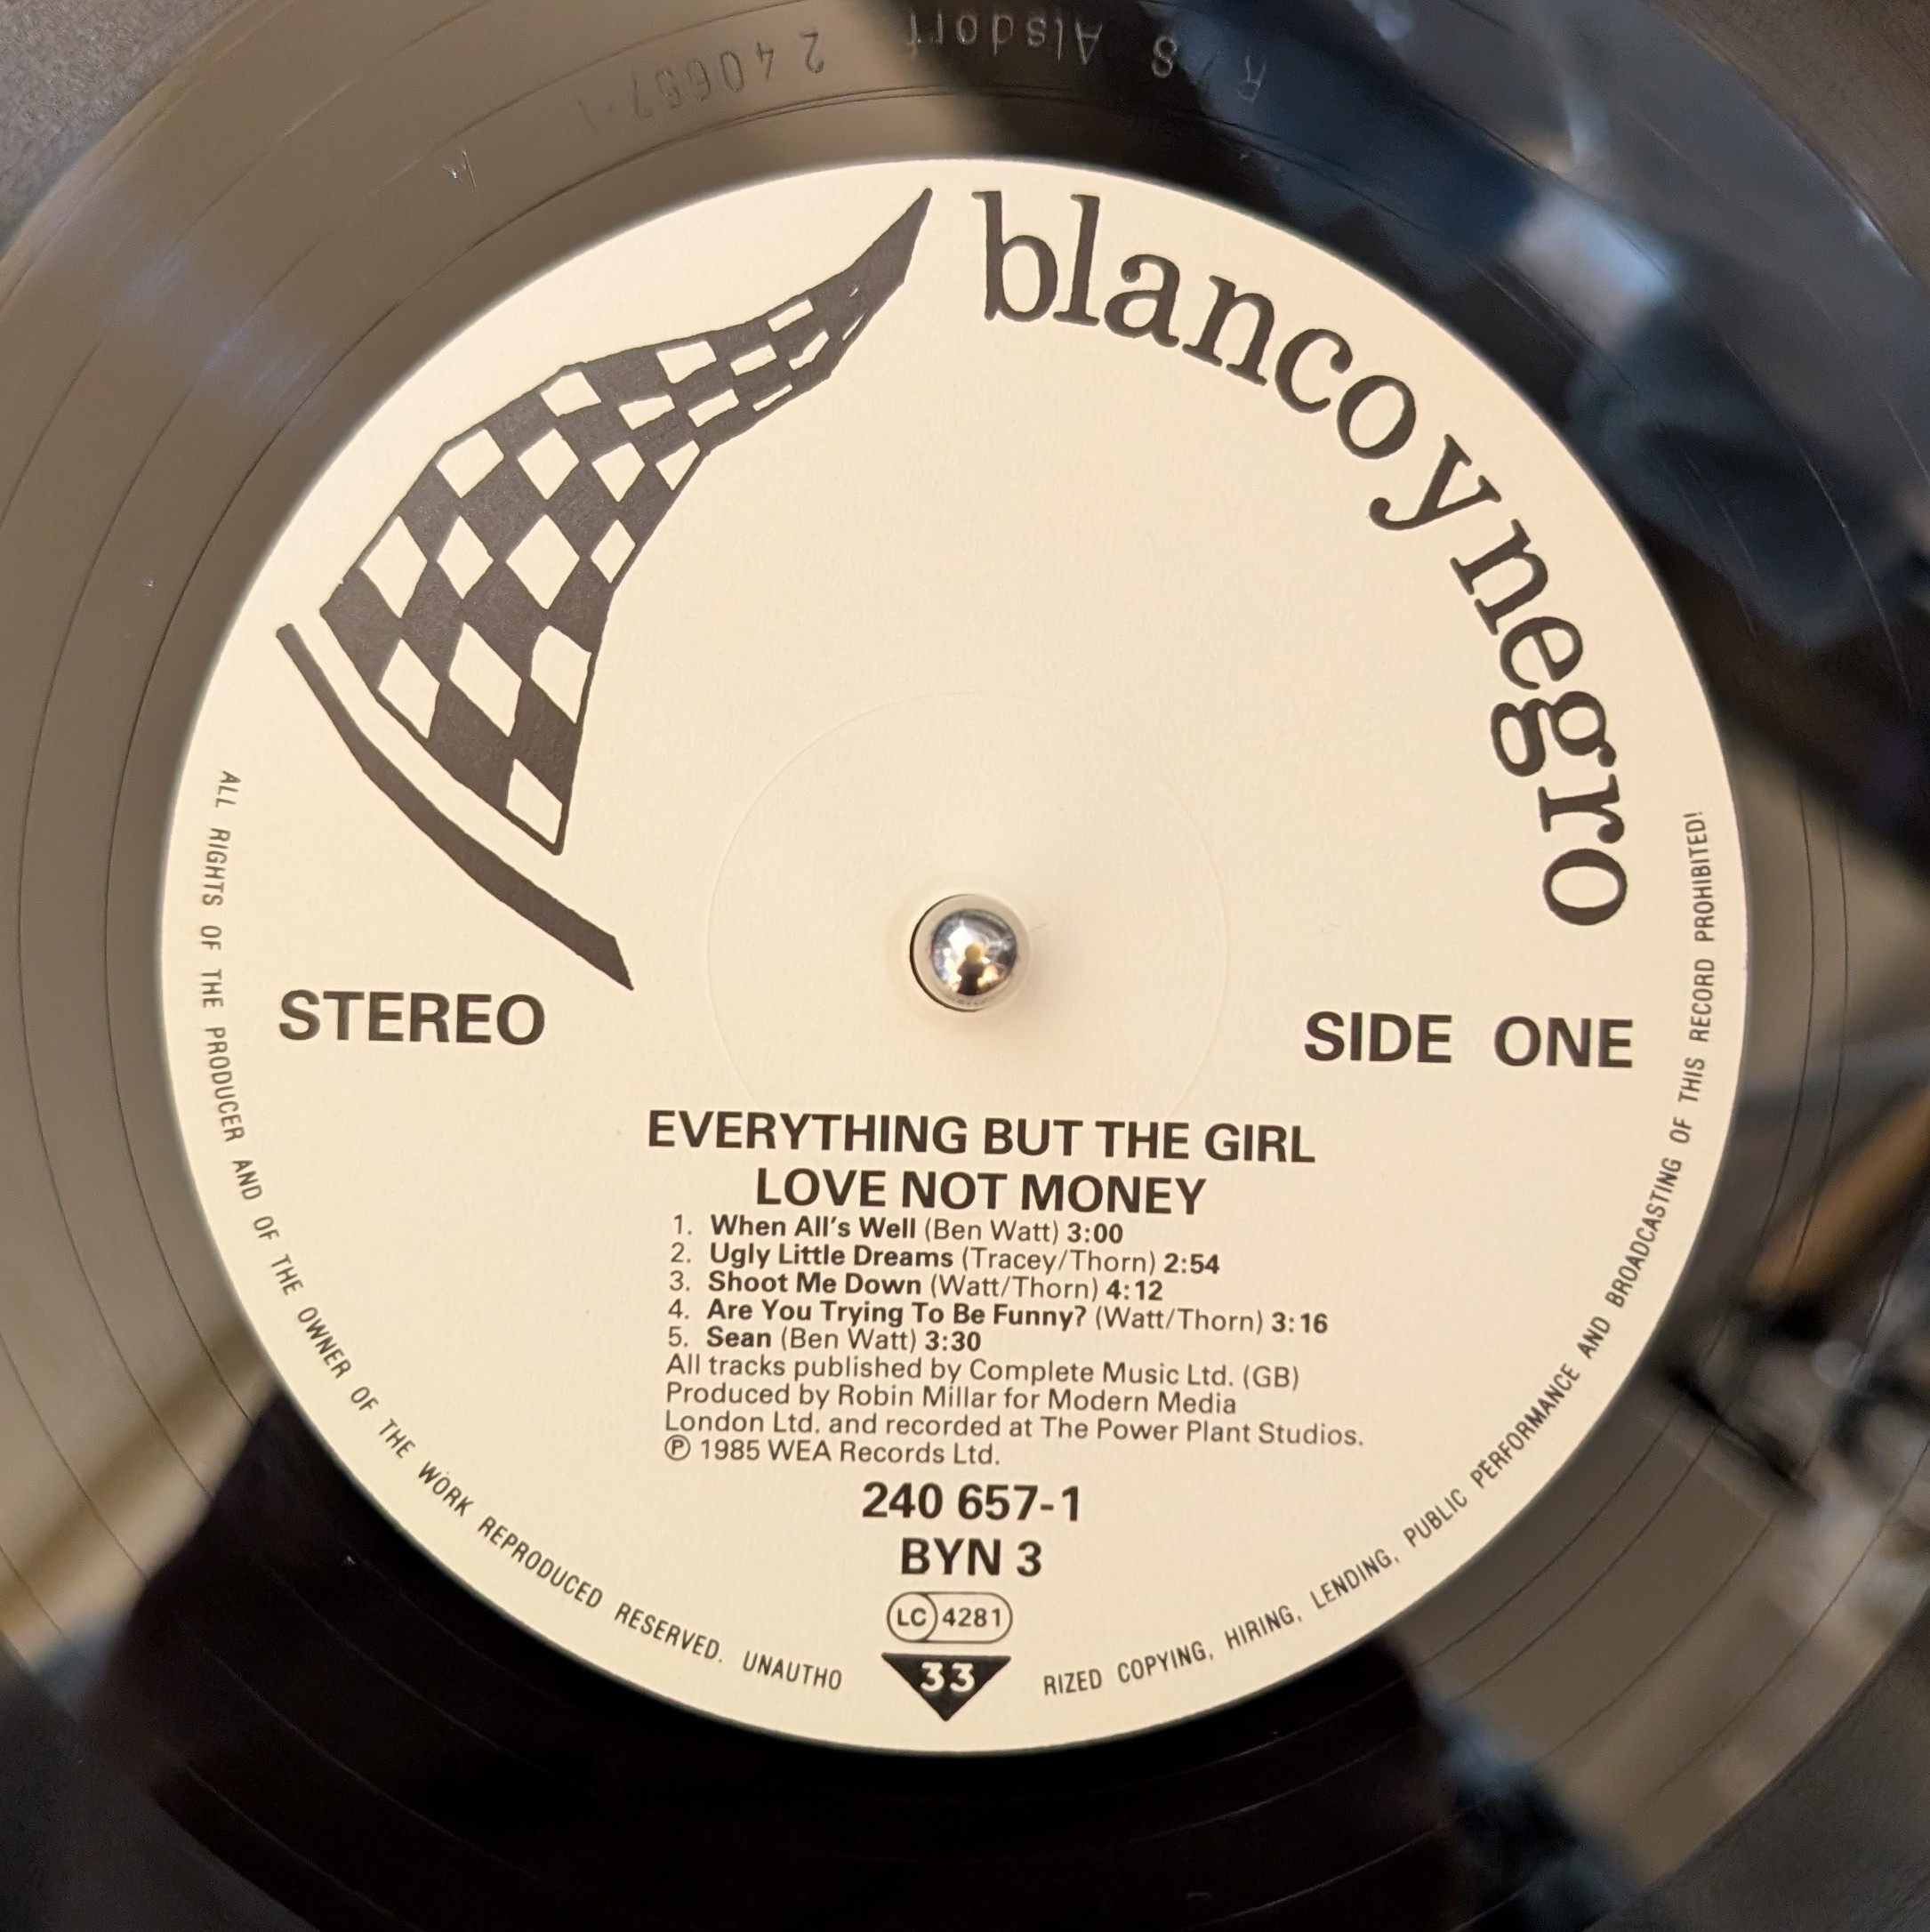 R/S Alsdorf 240657-1
blanco y negro
STEREO
SIDE ONE
EVERYTHING BUT THE GIRL
LOVE NOT MONEY
1. When All's Well (Ben Watt) 3:00
2. Ugly Little Dreams (Tracey/Thorn) 2:54
3. Shoot Me Down (Watt/Thorn) 4:12
4. Are You Trying To Be Funny? (Watt/Thorn) 3:16
5. Sean (Ben Watt) 3:30
All tracks published by Complete Music Ltd. (GB)
Produced by Robin Millar for Modern Media
London Ltd. and recorded at The Power Plant Studios.
℗ 1985 WEA Records Ltd.
240 657-1
BYN 3
LC 4281
33
ALL RIGHTS OF THE PRODUCER AND OF THE OWNER OF THE WORK REPRODUCED RESERVED. UNAUTHO RIZED COPYING, HIRING, LENDING, PUBLIC PERFORMANCE AND BROADCASTING OF THIS RECORD PROHIBITED!